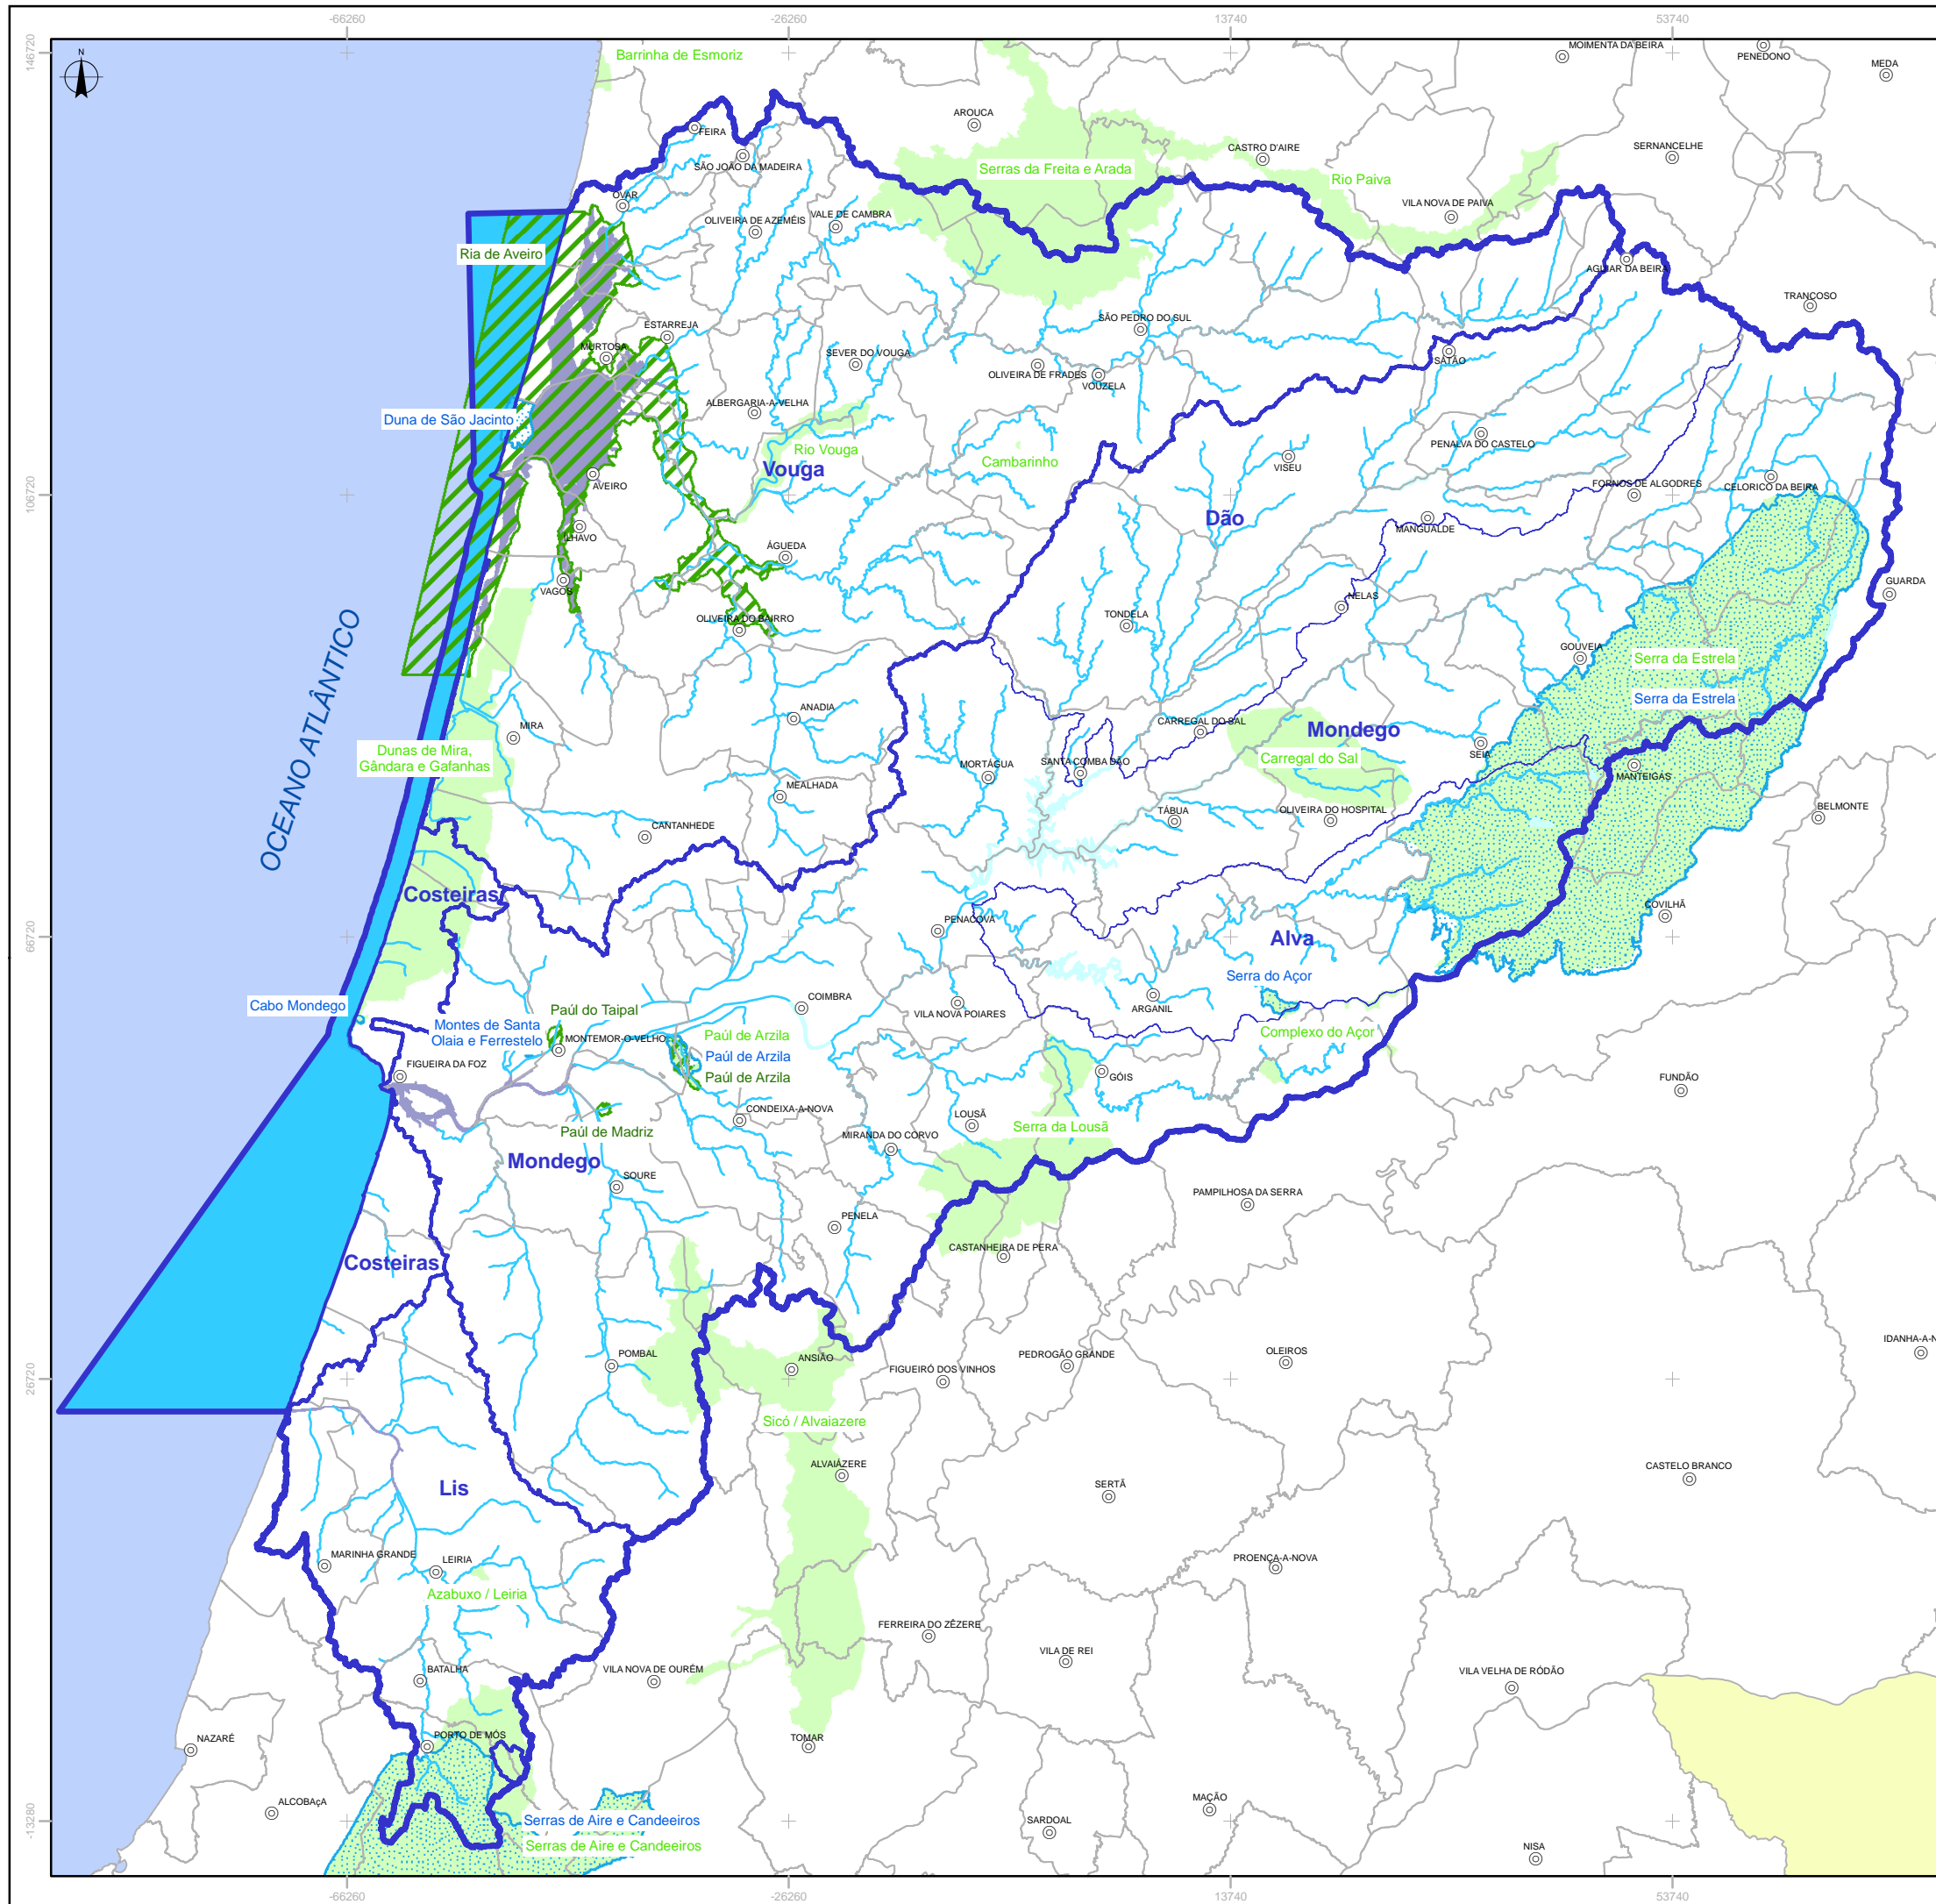 -66260
-26260
13740
53740
146720
106720
66720
26720
-13280
N
Barrinha de Esmoriz
MOIMENTA DA BEIRA
PENEDONO
MEDA
AROUCA
FEIRA
SÃO JOÃO DA MADEIRA
CASTRO D'AIRE
SERNANCELHE
Serras da Freita e Arada
Rio Paiva
OVAR
OLIVEIRA DE AZEMÉIS
VALE DE CAMBRA
VILA NOVA DE PAIVA
Ria de Aveiro
AGUIAR DA BEIRA
TRANCOSO
ESTARREJA
MURTOSA
SEVER DO VOUGA
SÃO PEDRO DO SUL
OLIVEIRA DE FRADES
VOUZELA
SATÃO
Duna de São Jacinto
ALBERGARIA-A-VELHA
Rio Vouga
Vouga
Cambarinho
VISEU
PENALVA DO CASTELO
AVEIRO
Dão
FORNOS DE ALGODRES
CELORICO DA BEIRA
MANGUALDE
ILHAVO
ÁGUEDA
VAGOS
GUARDA
OLIVEIRA DO BAIRRO
TONDELA
NELAS
GOUVEIA
Serra da Estrela
Serra da Estrela
OCEANO ATLÂNTICO
MIRA
ANADIA
CARREGAL DO SAL
Mondego
Dunas de Mira,
Gândara e Gafanhas
MORTÁGUA
SANTA COMBA DÃO
Carregal do Sal
SEIA
MANTEIGAS
MEALHADA
CANTANHEDE
TÁBUA
OLIVEIRA DO HOSPITAL
BELMONTE
Costeiras
PENACOVA
COVILHÃ
Alva
Serra do Açor
Cabo Mondego
Paúl do Taipal
COIMBRA
VILA NOVA POIARES
ARGANIL
Montes de Santa
Olaia e Ferrestelo
MONTEMOR-O-VELHO
Paúl de Arzila
Paúl de Arzila
Paúl de Arzila
Complexo do Açor
FIGUEIRA DA FOZ
GÓIS
FUNDÃO
CONDEIXA-A-NOVA
LOUSÃ
Serra da Lousã
Paúl de Madriz
MIRANDA DO CORVO
Mondego
SOURE
PAMPILHOSA DA SERRA
PENELA
CASTANHEIRA DE PERA
Costeiras
IDANHA-A-N
POMBAL
ANSIÃO
FIGUEIRÓ DOS VINHOS
PEDROGÃO GRANDE
OLEIROS
Sicó / Alvaiazere
ALVAIÁZERE
Lis
SERTÃ
CASTELO BRANCO
MARINHA GRANDE
LEIRIA
Azabuxo / Leiria
PROENÇA-A-NOVA
FERREIRA DO ZÊZERE
VILA DE REI
BATALHA
VILA NOVA DE OURÉM
VILA VELHA DE RÓDÃO
NAZARÉ
PORTO DE MÓS
TOMAR
ALCOBAçA
Serras de Aire e Candeeiros
Serras de Aire e Candeeiros
SARDOAL
MAÇÃO
NISA
-66260
-26260
13740
53740